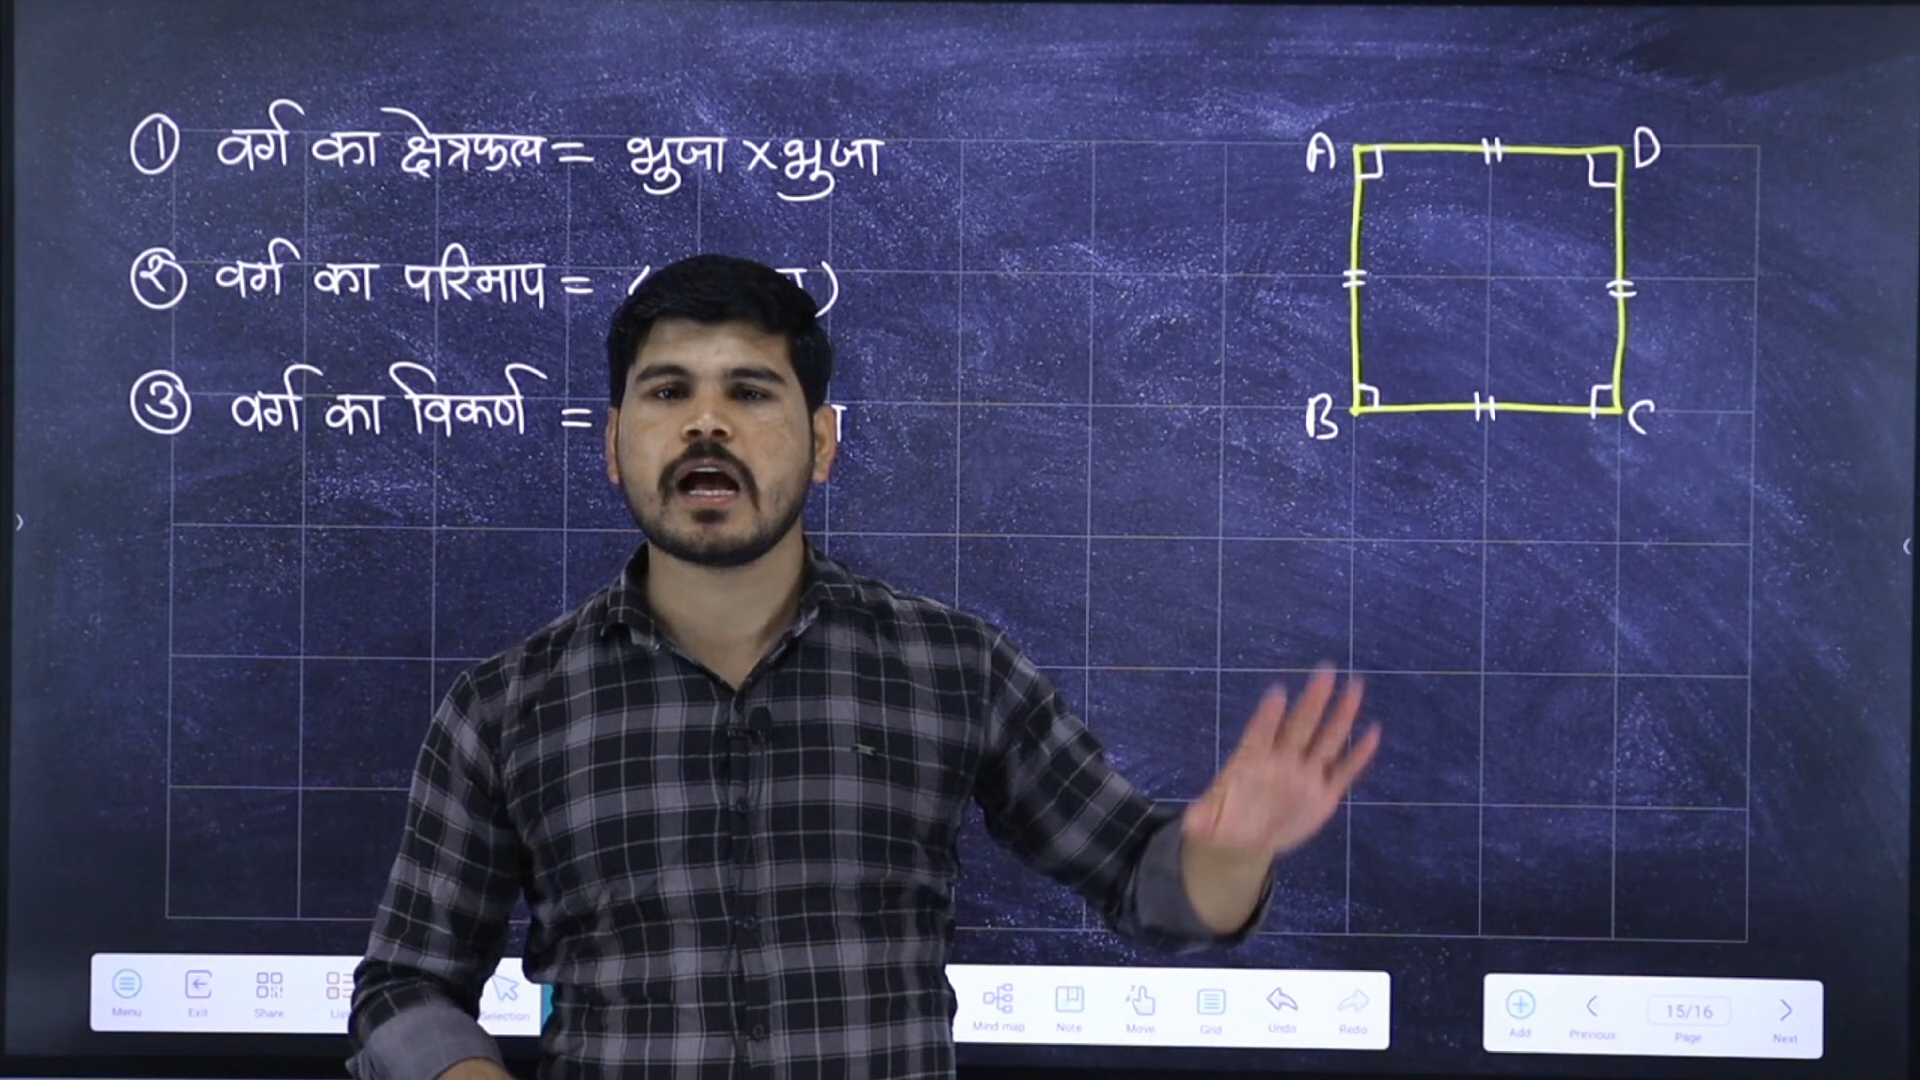 ① वर्ग का क्षेत्रफल = भुजा × भुजा
② वर्ग का परिमाप = ( )
③ वर्ग का विकर्ण =
A D
B C
Menu Exit Share Selection Mind map Note Move Grid Undo Redo Add Previous 15/16 Page Next